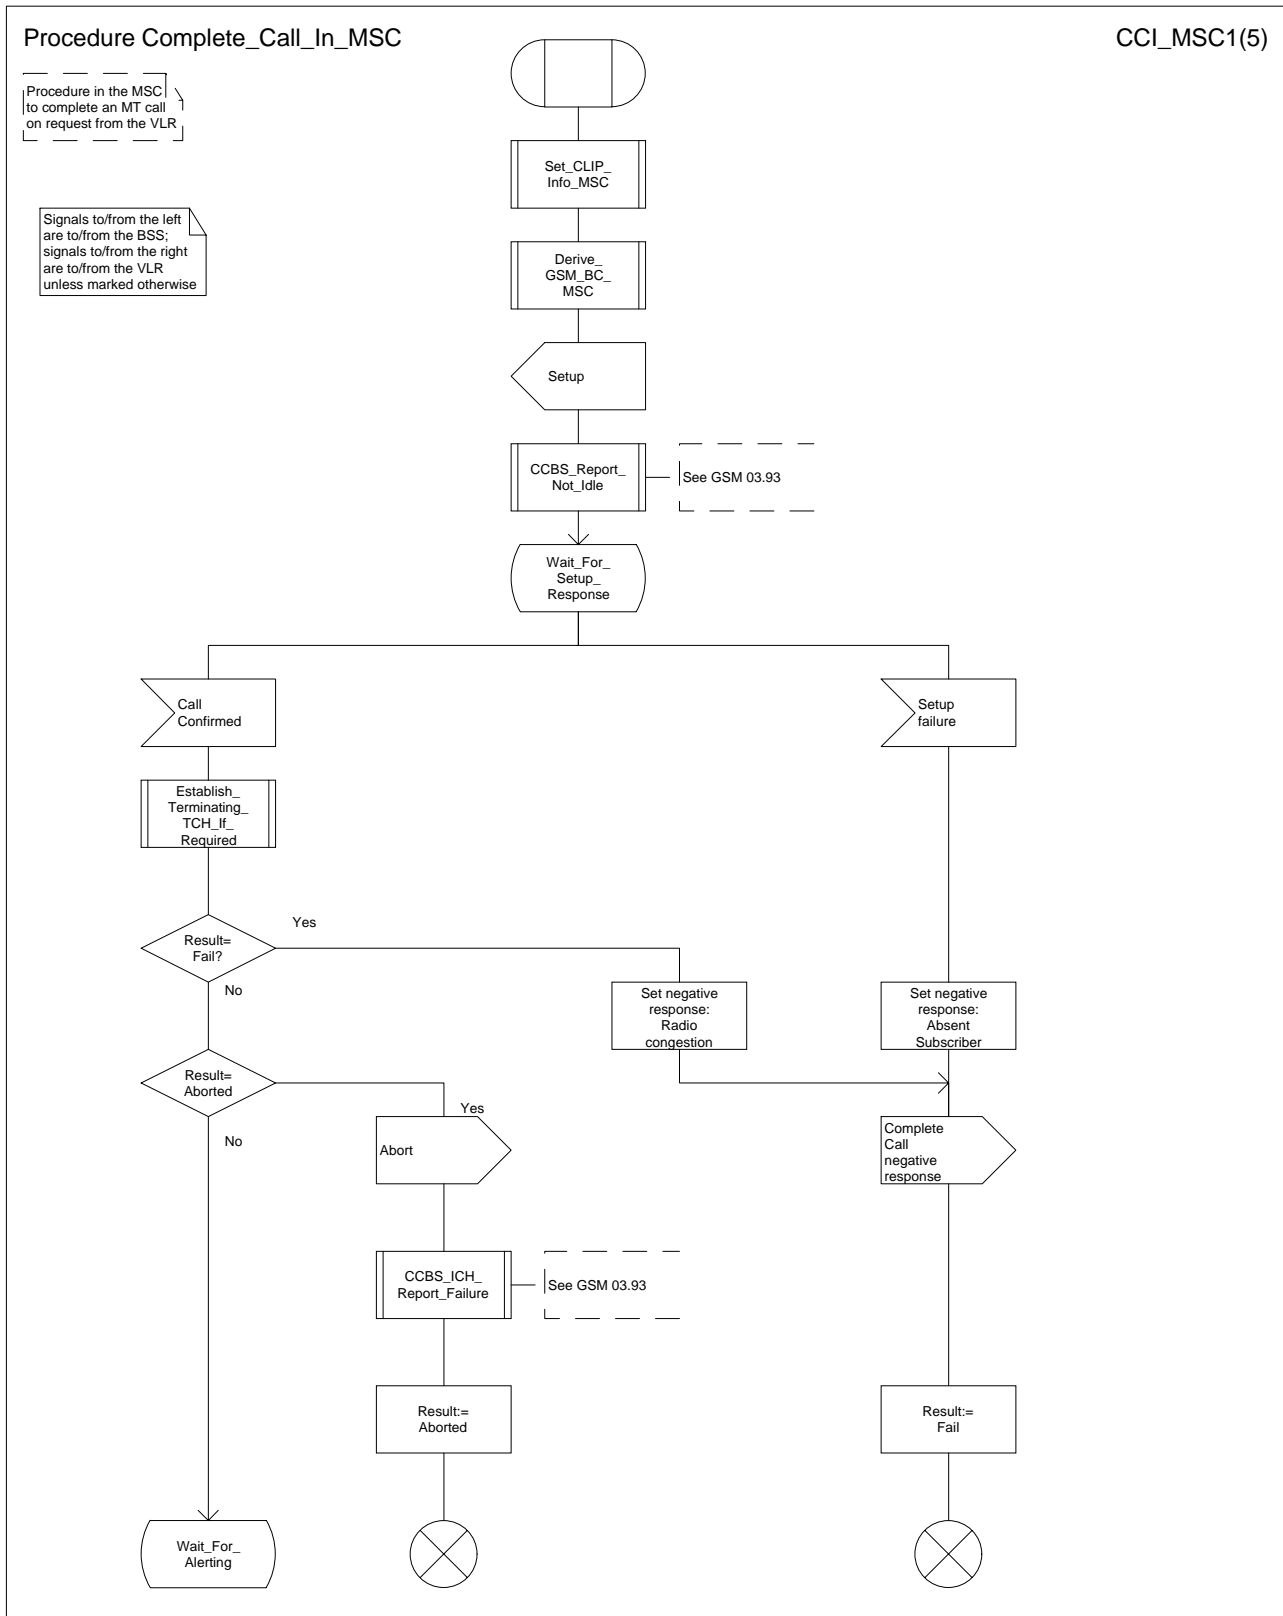 Procedure Complete_Call_In_MSC
CCI_MSC1(5)
Procedure in the MSC
to complete an MT call
on request from the VLR
Signals to/from the left
are to/from the BSS;
signals to/from the right
are to/from the VLR
unless marked otherwise
Set_CLIP_
Info_MSC
Derive_
GSM_BC_
MSC
Setup
CCBS_Report_
Not_Idle
See GSM 03.93
Wait_For_
Setup_
Response
Call
Confirmed
Setup
failure
Establish_
Terminating_
TCH_If_
Required
Result=
Fail?
Yes
No
Set negative
response:
Radio
congestion
Set negative
response:
Absent
Subscriber
Result=
Aborted
Yes
No
Abort
Complete
Call
negative
response
CCBS_ICH_
Report_Failure
See GSM 03.93
Result:=
Aborted
Result:=
Fail
Wait_For_
Alerting